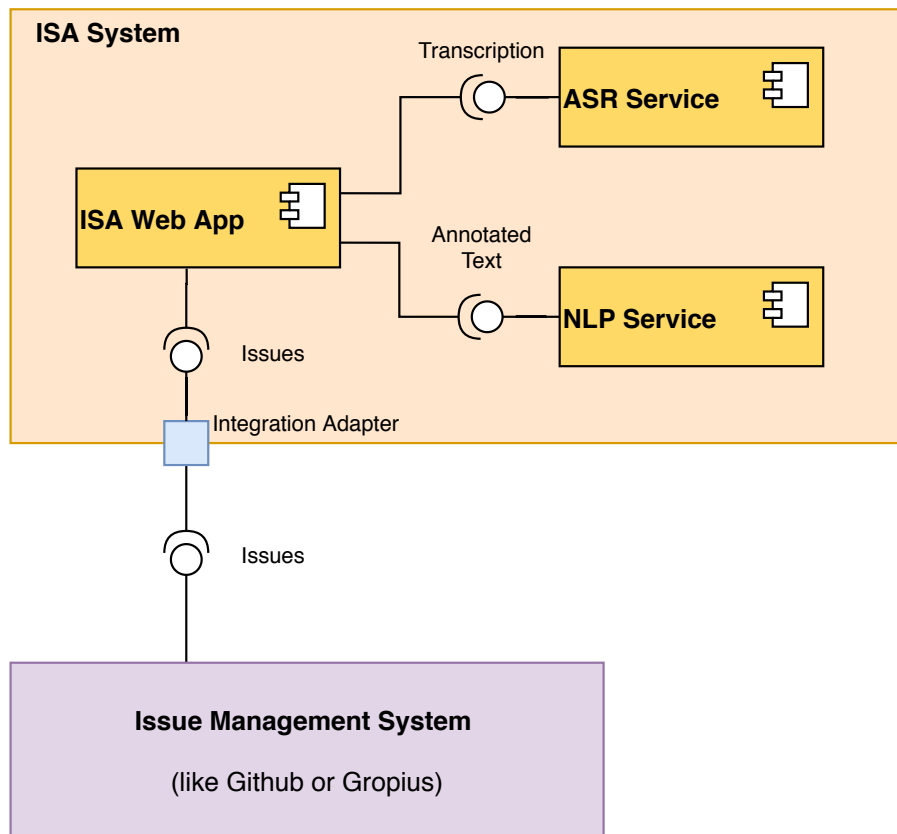 ISA System
Transcription
ASR Service
ISA Web App
Annotated
Text
NLP Service
Issues
Integration Adapter
Issues
Issue Management System
(like Github or Gropius)